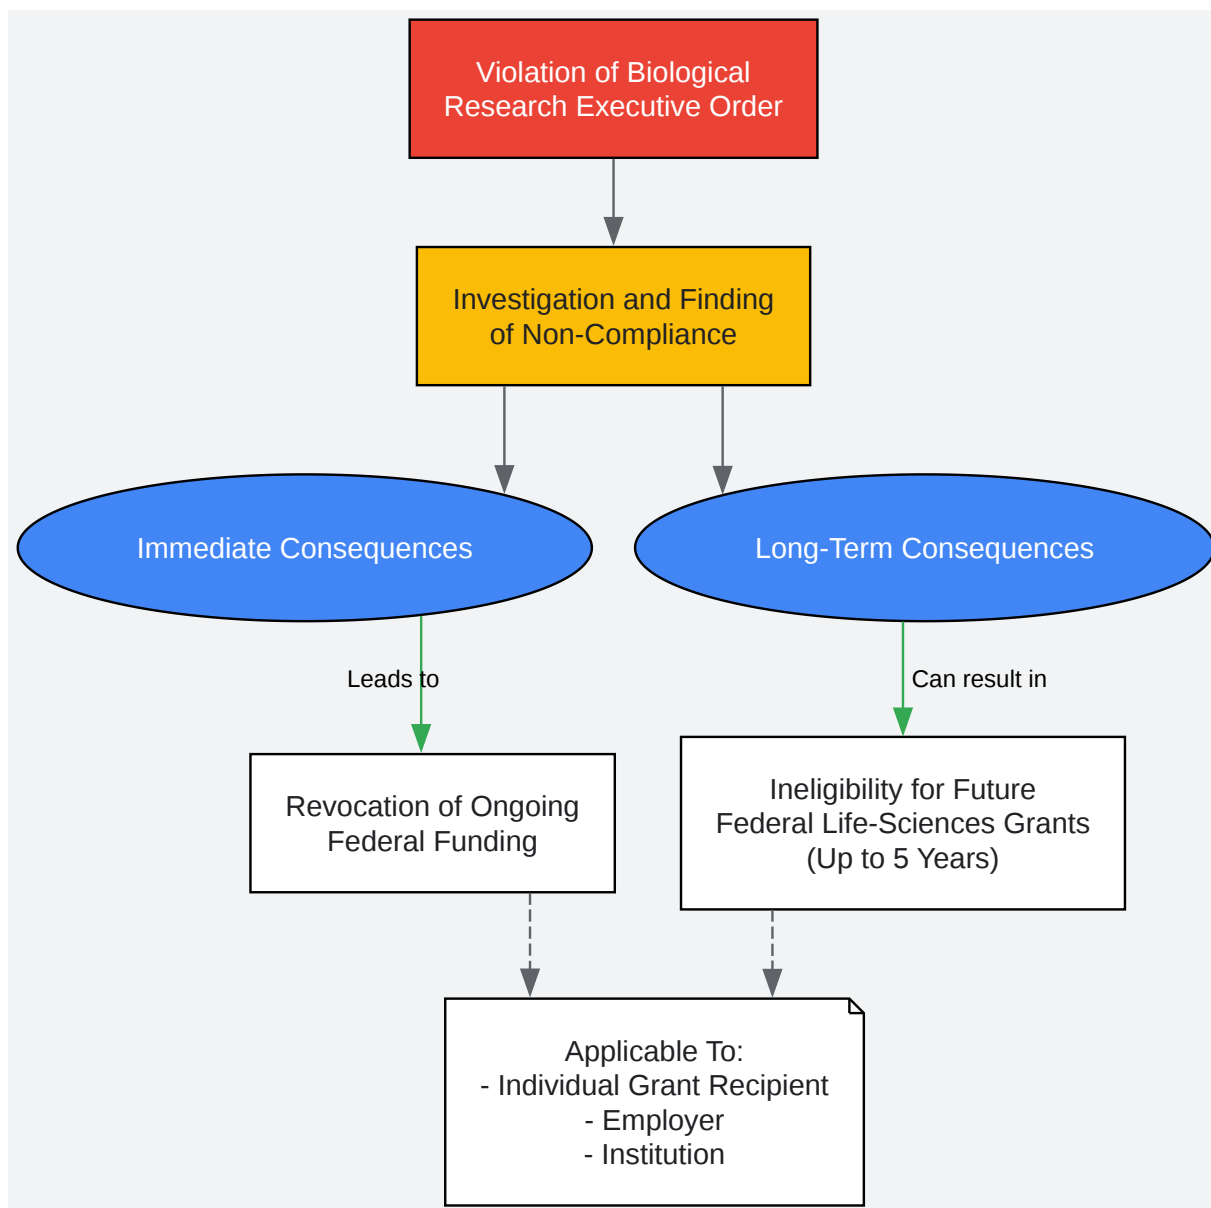 Violation of Biological
Research Executive Order
Investigation and Finding
of Non-Compliance
Immediate Consequences
Long-Term Consequences
Leads to
Can result in
Revocation of Ongoing
Federal Funding
Ineligibility for Future
Federal Life-Sciences Grants
(Up to 5 Years)
Applicable To:
- Individual Grant Recipient
- Employer
- Institution